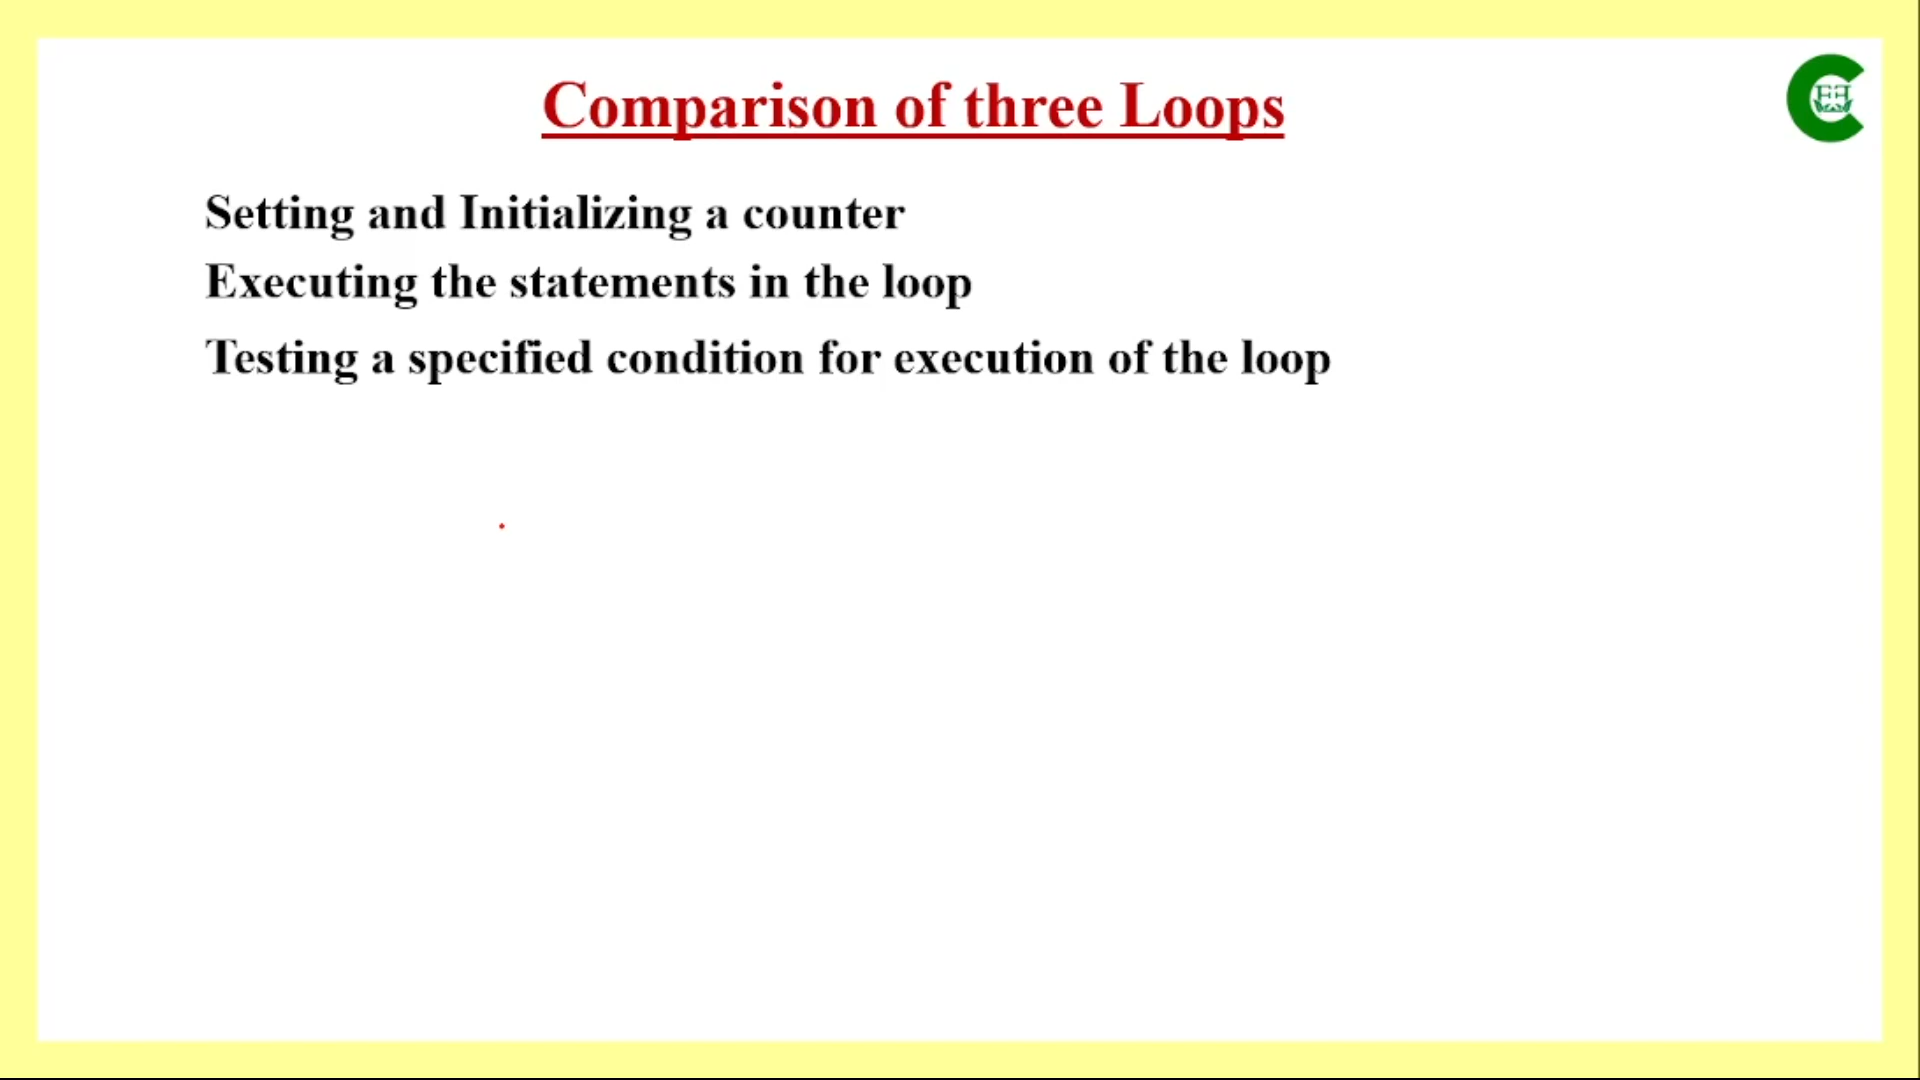 Comparison of three Loops
Setting and Initializing a counter
Executing the statements in the loop
Testing a specified condition for execution of the loop